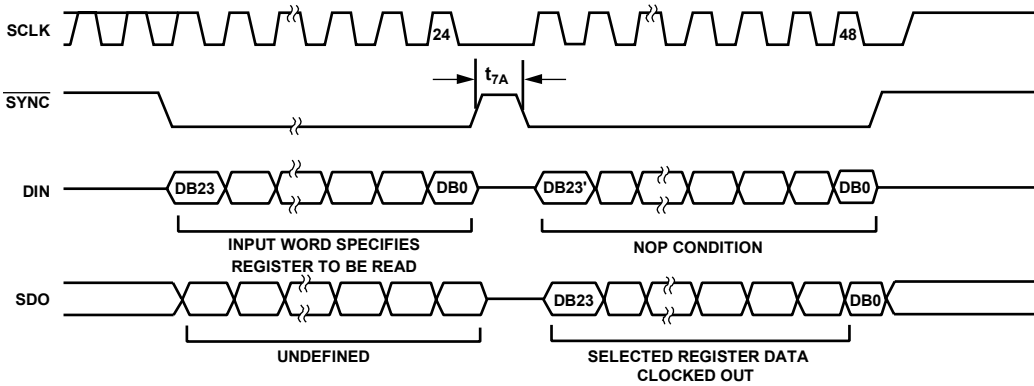 SCLK
24
48
t7A
SYNC
DIN
DB23
DB0
DB23'
DB0
INPUT WORD SPECIFIES
REGISTER TO BE READ
NOP CONDITION
SDO
DB23
DB0
UNDEFINED
SELECTED REGISTER DATA
CLOCKED OUT